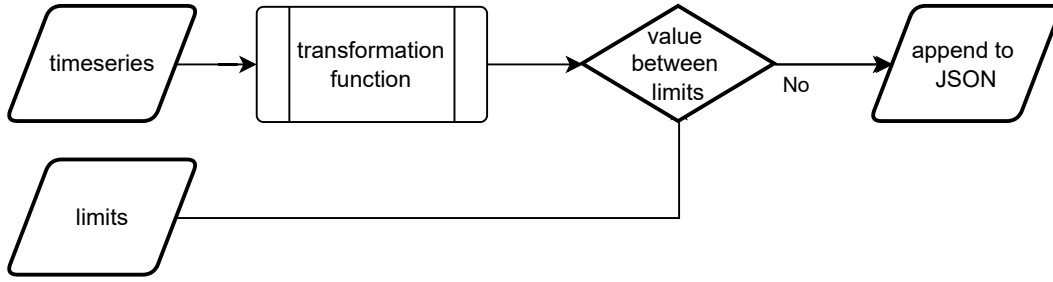 timeseries
transformation
function
value
between
limits
No
append to
JSON
limits